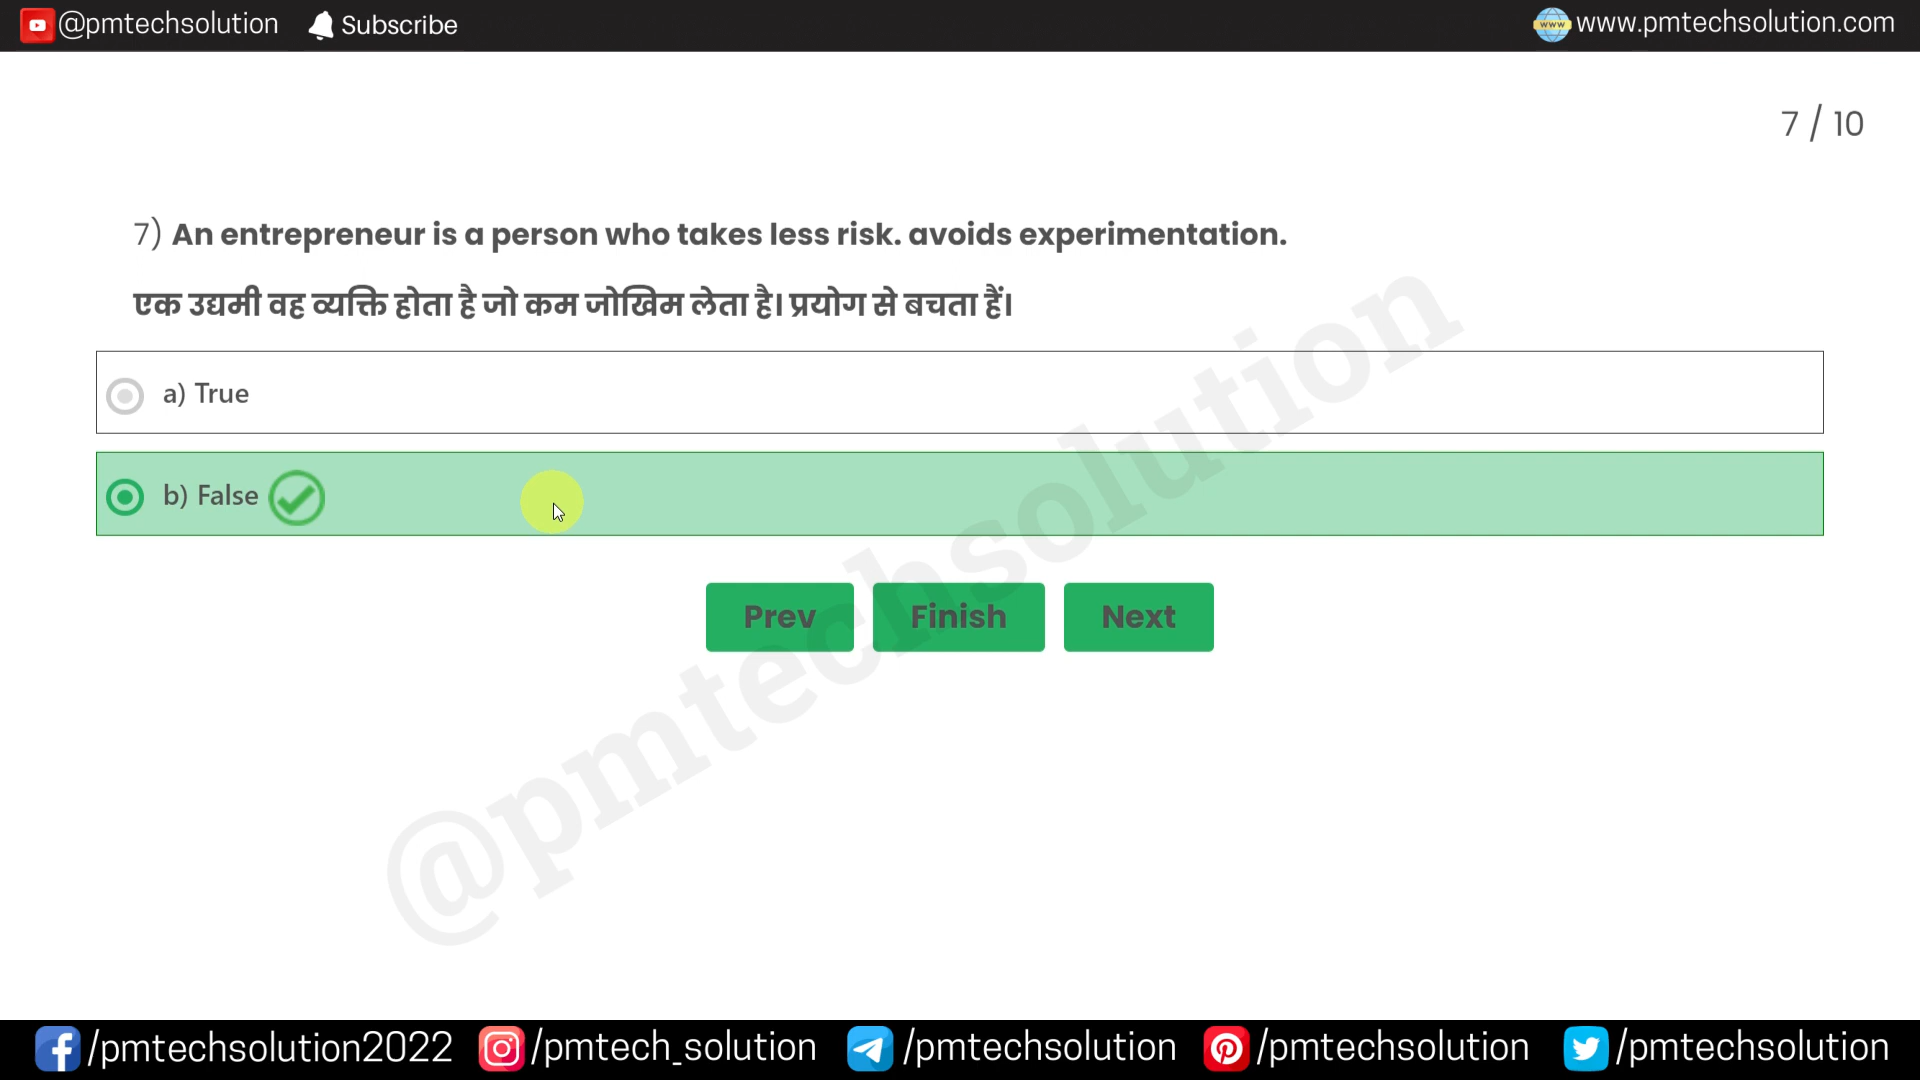 @pmtechsolution Subscribe www.pmtechsolution.com
7 / 10
7) An entrepreneur is a person who takes less risk. avoids experimentation.
एक उद्यमी वह व्यक्ति होता है जो कम जोखिम लेता है। प्रयोग से बचता हैं।
a) True
b) False
Prev Finish Next
@pmtechsolution
/pmtechsolution2022 /pmtech_solution /pmtechsolution /pmtechsolution /pmtechsolution